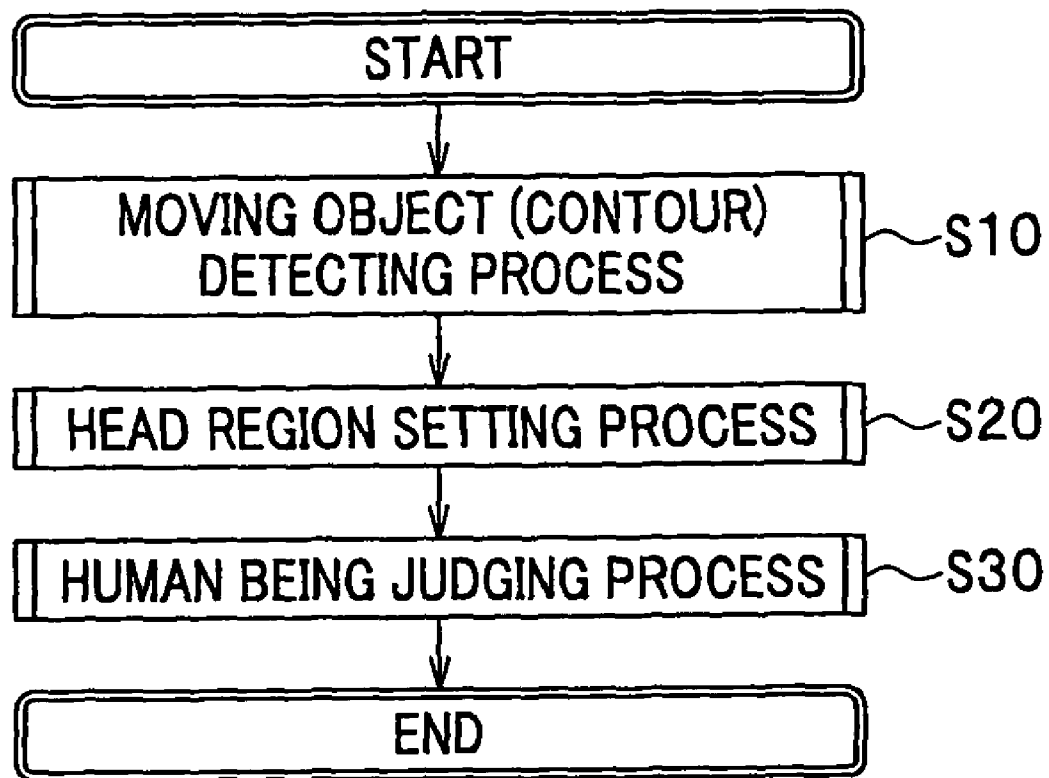 START
MOVING OBJECT (CONTOUR)
DETECTING PROCESS
S10
HEAD REGION SETTING PROCESS
S20
HUMAN BEING JUDGING PROCESS
S30
END